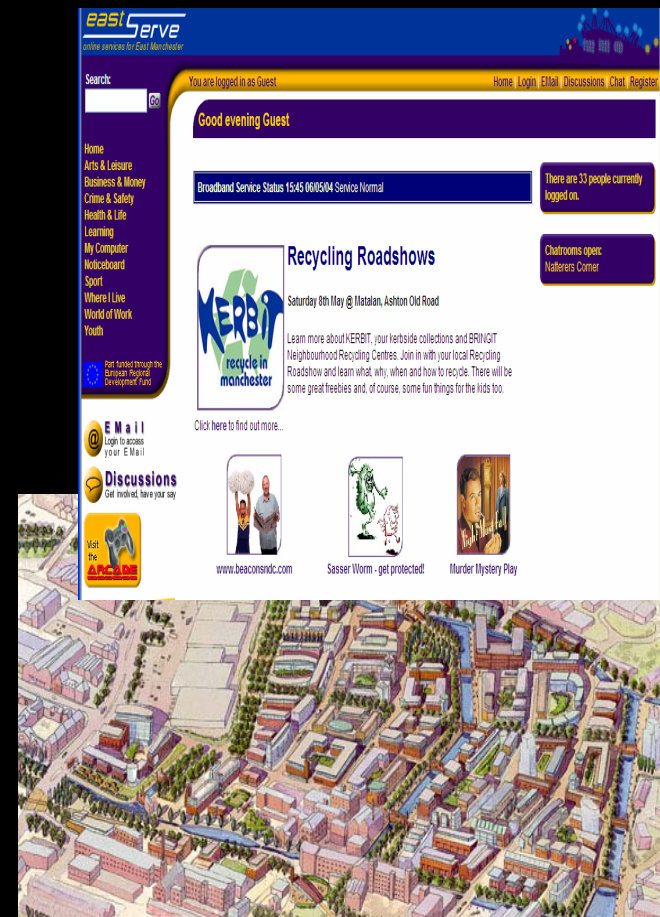 east Serve
online services for East Manchester
Search:
Go
You are logged in as Guest
Home | Login | EMail | Discussions | Chat | Register
Good evening Guest
Home
Arts & Leisure
Business & Money
Crime & Safety
Health & Life
Learning
My Computer
Noticeboard
Sport
Where I Live
World of Work
Youth
Part funded through the
European Regional
Development Fund
EMail
Login to access
your EMail
Discussions
Get involved, have your say
Visit
the
ARCADE
Broadband Service Status 15:45 06/05/04 Service Normal
KERBIT
recycle in
manchester
Recycling Roadshows
Saturday 8th May @ Matalan, Ashton Old Road
Learn more about KERBIT, your kerbside collections and BRINGIT
Neighbourhood Recycling Centres. Join in with your local Recycling
Roadshow and learn what, why, when and how to recycle. There will be
some great freebies and, of course, some fun things for the kids too.
Click here to find out more...
www.beaconsndc.com
Sasser Worm - get protected!
Murder Mystery Play
There are 33 people currently
logged on.
Chatrooms open:
Natterers Corner